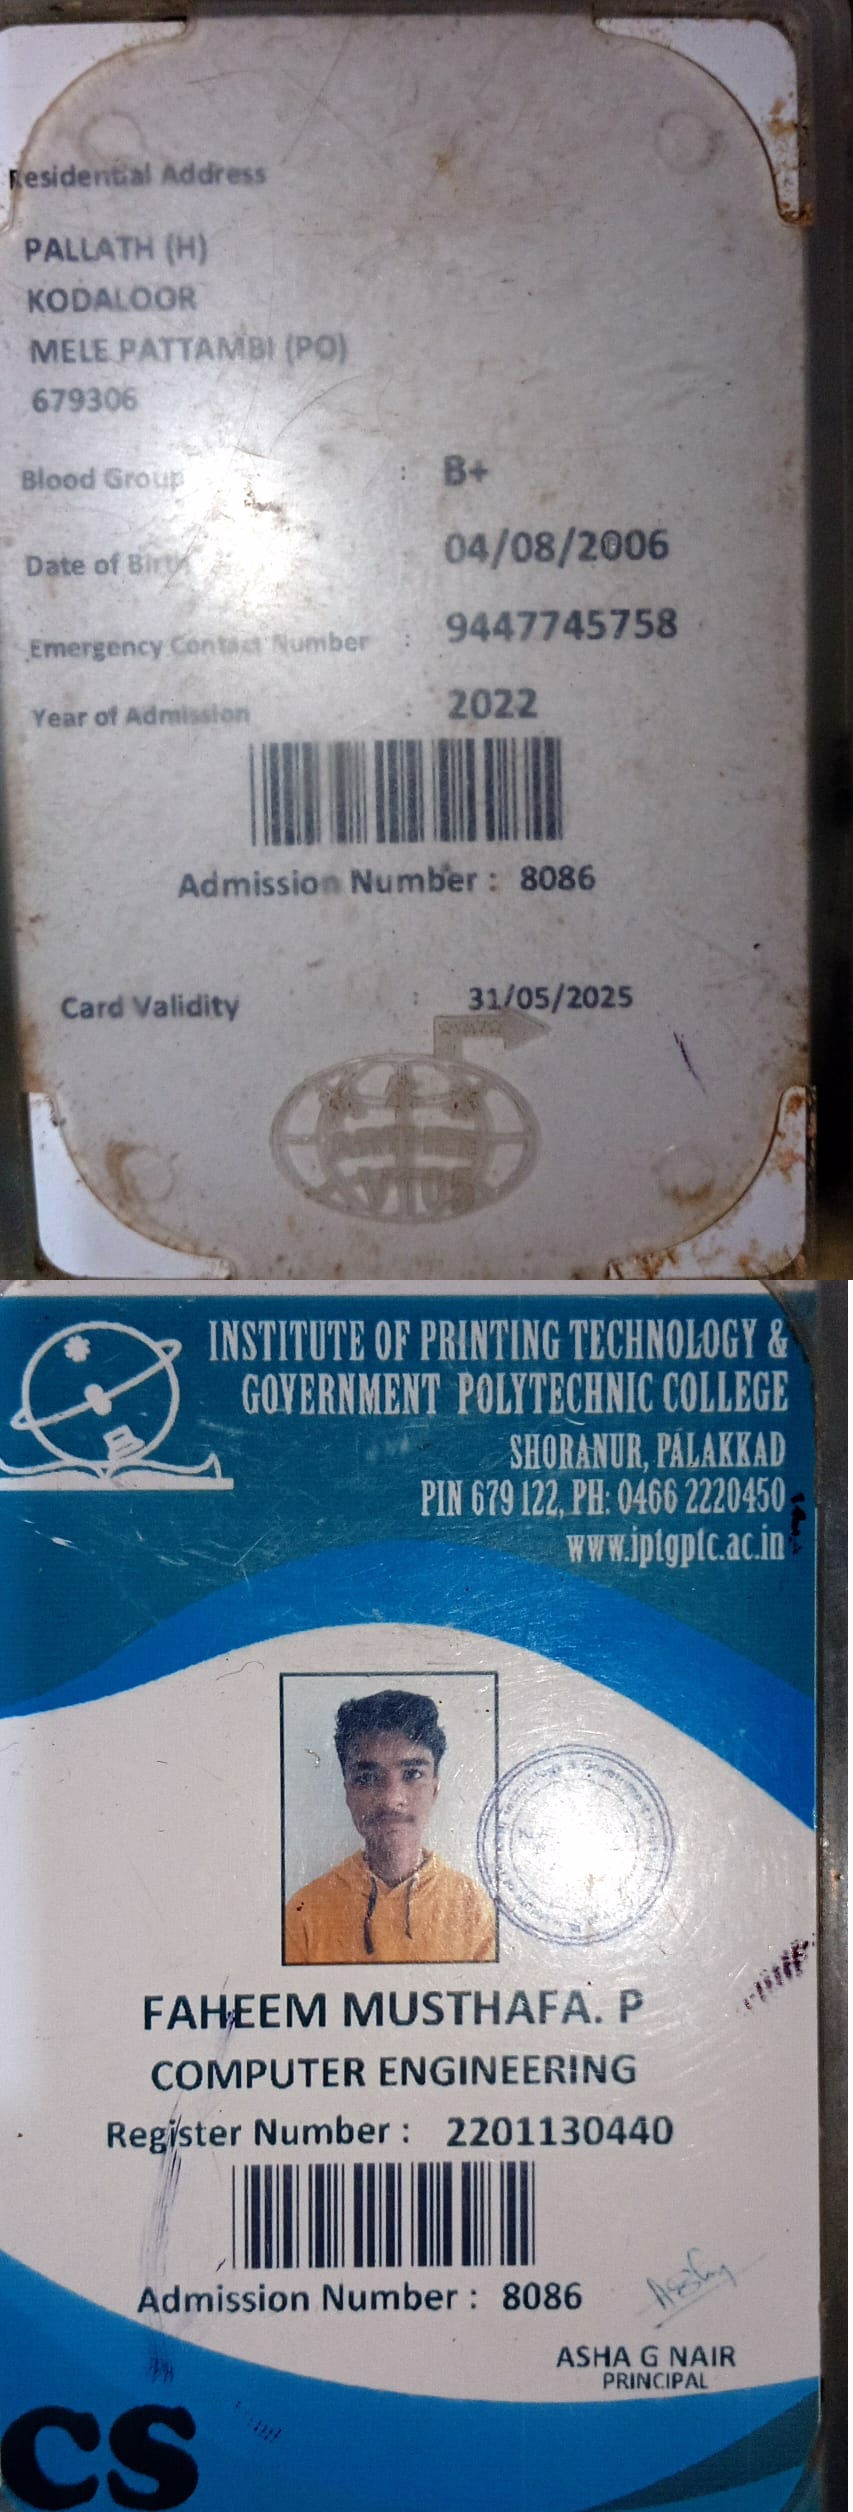 Residential Address
PALLATH (H)
KODALOOR
MELE PATTAMBI (PO)
679306
Blood Group : B+
Date of Birth 04/08/2006
Emergency Contact Number : 9447745758
Year of Admission : 2022
Admission Number : 8086
Card Validity : 31/05/2025
INSTITUTE OF PRINTING TECHNOLOGY &
GOVERNMENT POLYTECHNIC COLLEGE
SHORANUR, PALAKKAD
PIN 679 122, PH: 0466 2220450
www.iptgptc.ac.in
FAHEEM MUSTHAFA. P
COMPUTER ENGINEERING
Register Number : 2201130440
Admission Number : 8086
ASHA G NAIR
PRINCIPAL
CS